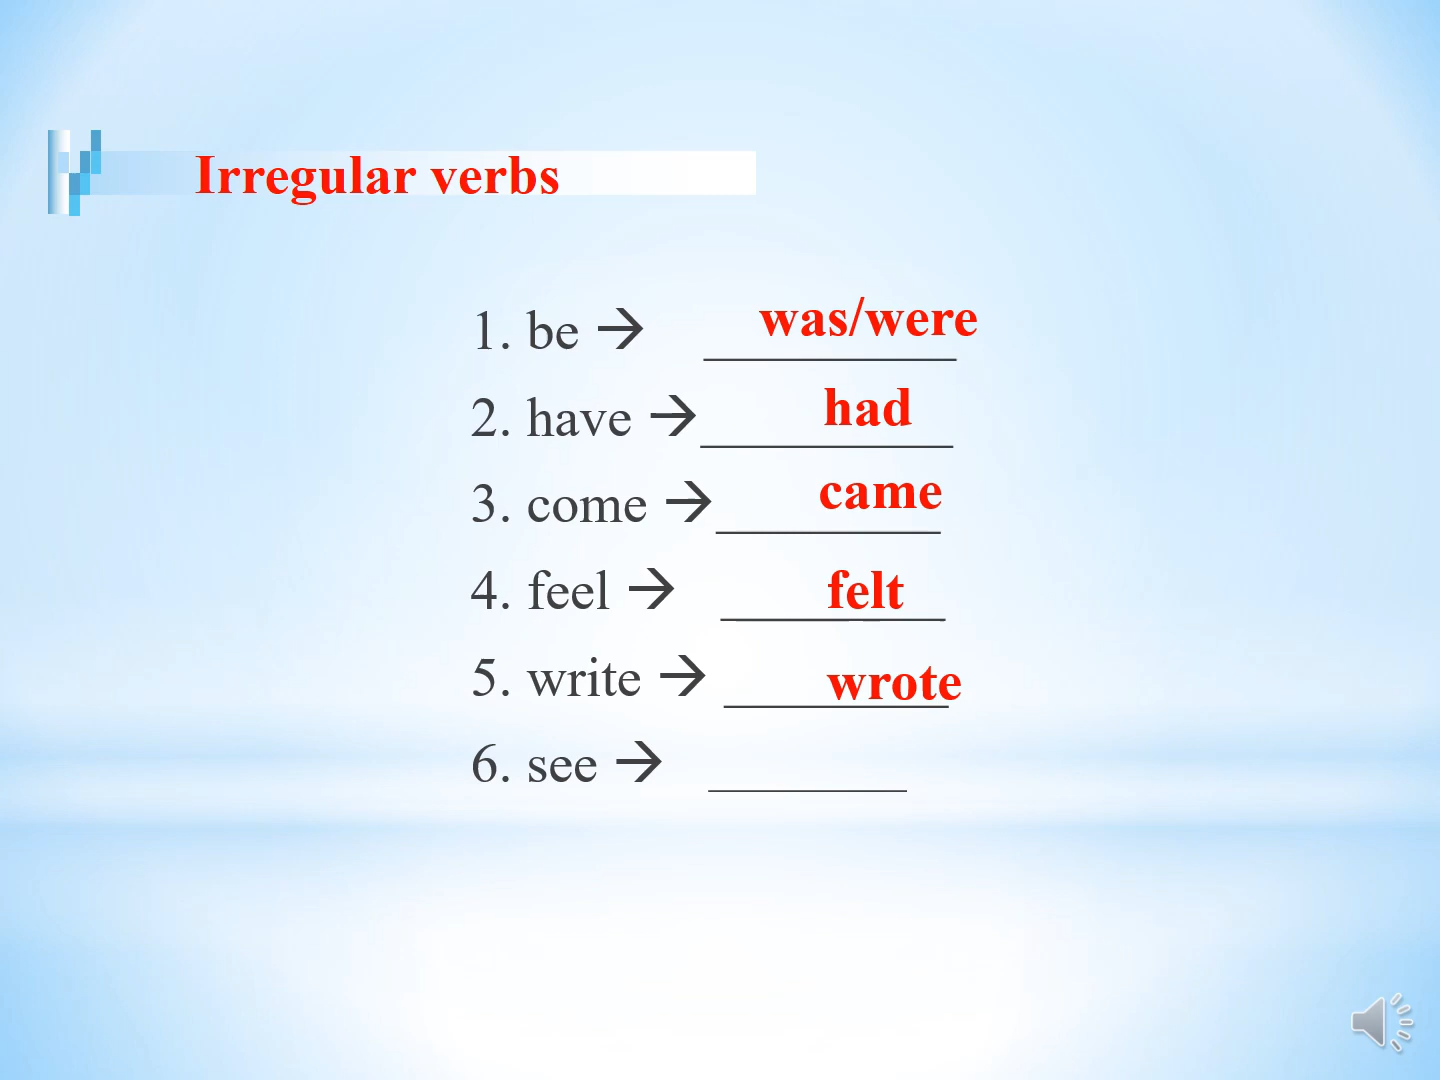 Irregular verbs
1. be → was/were
2. have → had
3. come → came
4. feel → felt
5. write → wrote
6. see → ________